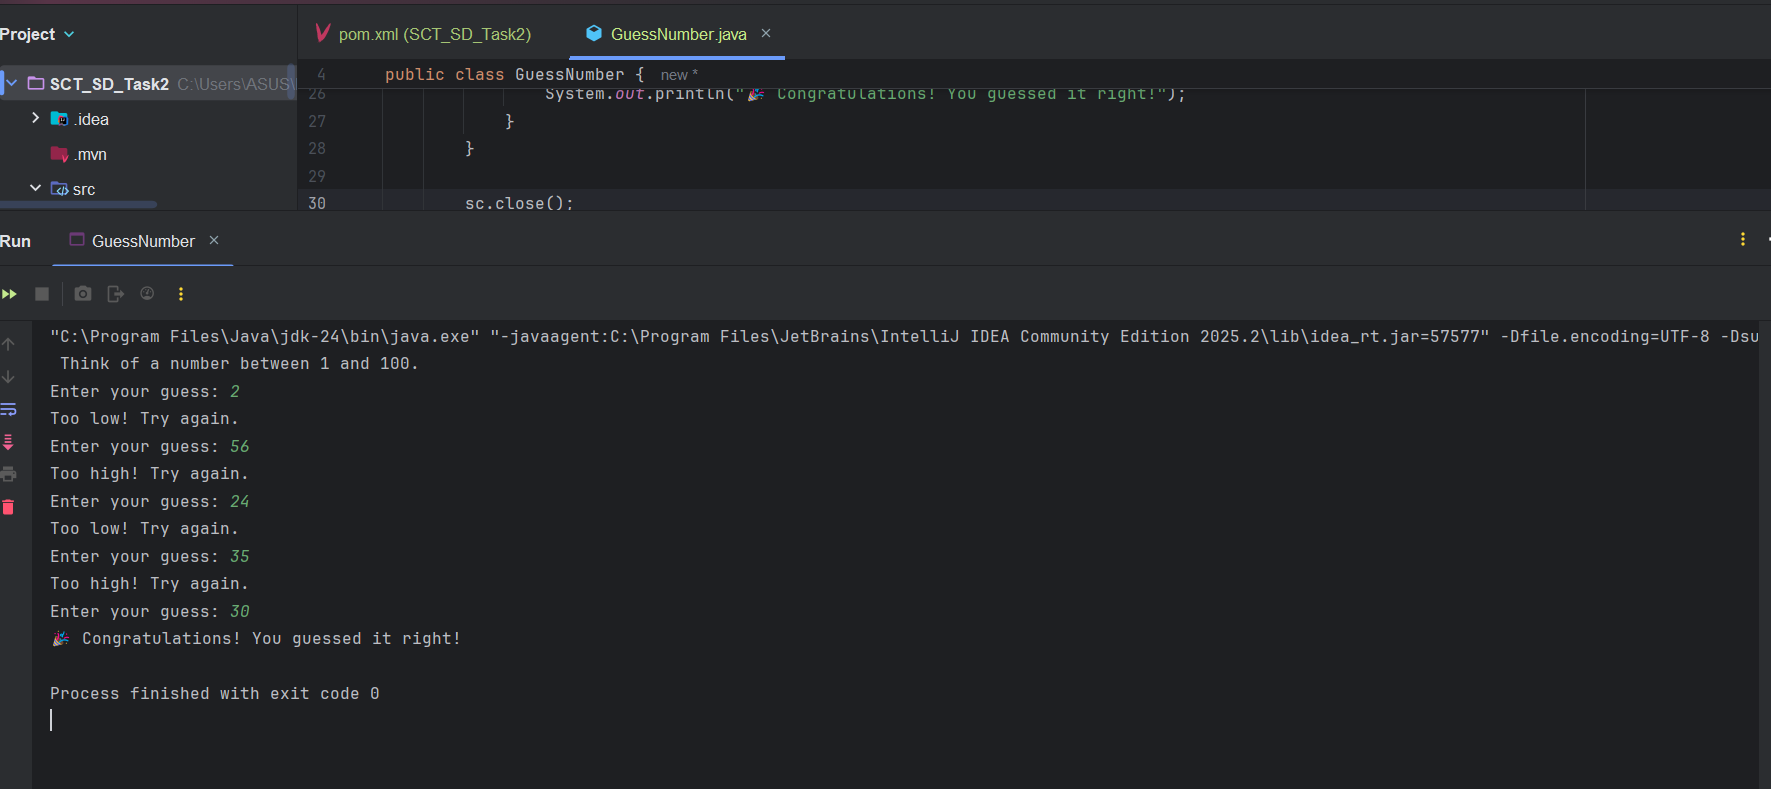 Project
pom.xml (SCT_SD_Task2)
GuessNumber.java
SCT_SD_Task2 C:\Users\ASUS\
.idea
.mvn
src
4 public class GuessNumber { new *
26 System.out.println("🎉 Congratulations! You guessed it right!");
27 }
28 }
29
30 sc.close();
Run
GuessNumber
"C:\Program Files\Java\jdk-24\bin\java.exe" "-javaagent:C:\Program Files\JetBrains\IntelliJ IDEA Community Edition 2025.2\lib\idea_rt.jar=57577" -Dfile.encoding=UTF-8 -Dsu
Think of a number between 1 and 100.
Enter your guess: 2
Too low! Try again.
Enter your guess: 56
Too high! Try again.
Enter your guess: 24
Too low! Try again.
Enter your guess: 35
Too high! Try again.
Enter your guess: 30
🎉 Congratulations! You guessed it right!
Process finished with exit code 0